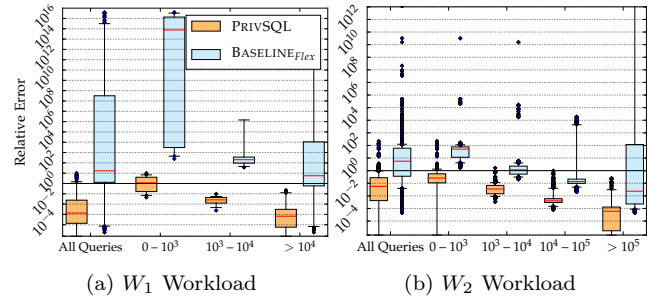 Relative Error
10^16
10^14
10^12
10^10
10^8
10^6
10^4
10^2
10^0
10^-2
10^-4
PRIVSQL
BASELINE_Flex
All Queries 0 − 10^3 10^3 − 10^4 > 10^4
(a) W_1 Workload
10^12
10^10
10^8
10^6
10^4
10^2
10^0
10^-2
10^-4
All Queries 0 − 10^3 10^3 − 10^4 10^4 − 10^5 > 10^5
(b) W_2 Workload